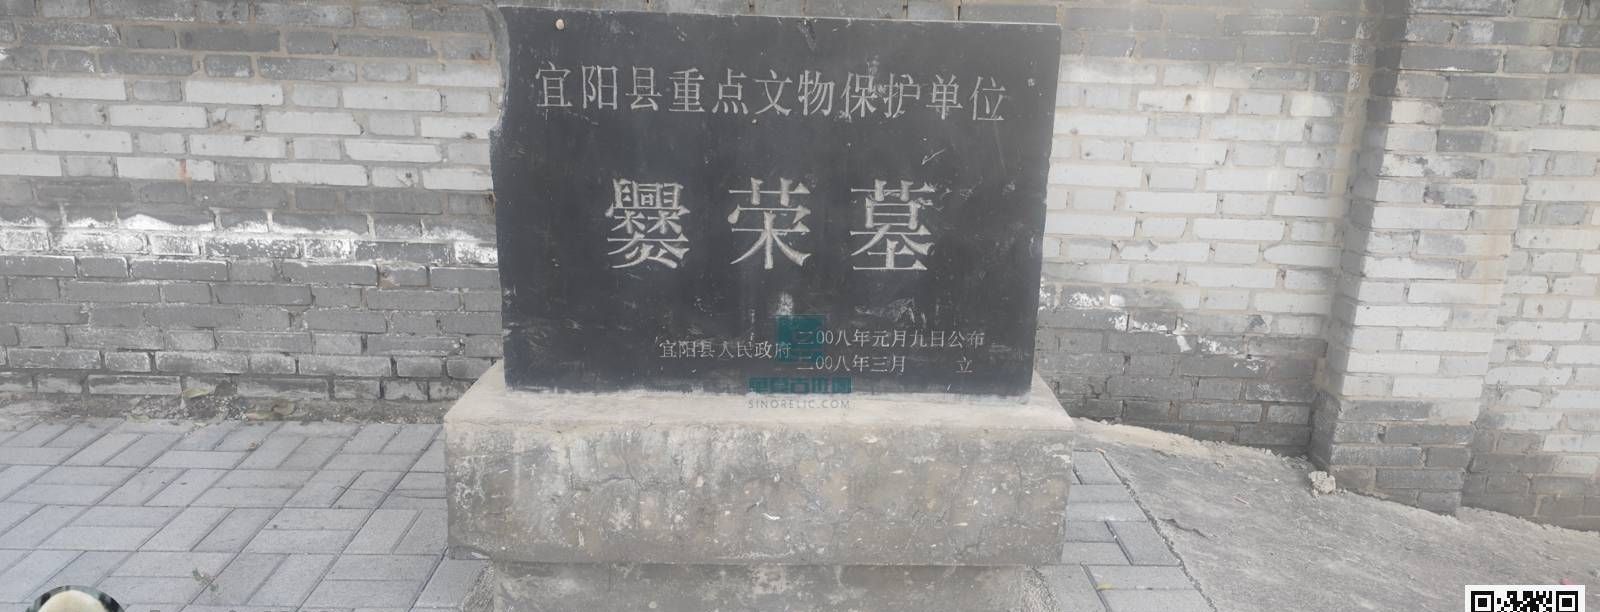 宜阳县重点文物保护单位
爨荣墓
宜阳县人民政府
二00八年元月九日公布
二00八年三月 立
SINORELIC.COM